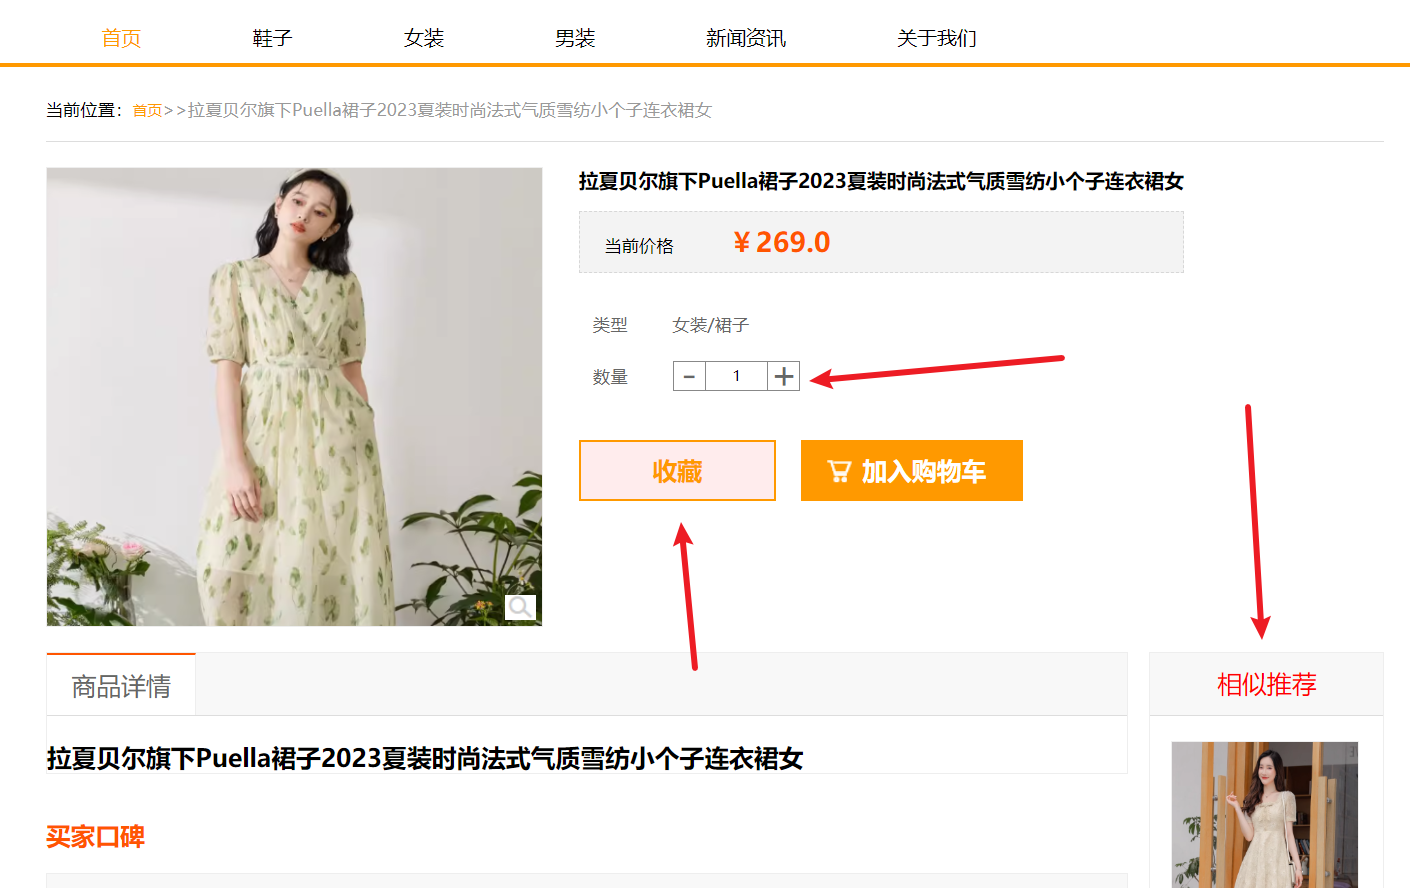 首页 鞋子 女装 男装 新闻资讯 关于我们
当前位置：首页>>拉夏贝尔旗下Puella裙子2023夏装时尚法式气质雪纺小个子连衣裙女
拉夏贝尔旗下Puella裙子2023夏装时尚法式气质雪纺小个子连衣裙女
当前价格 ¥269.0
类型 女装/裙子
数量 - 1 +
收藏 加入购物车
商品详情
相似推荐
拉夏贝尔旗下Puella裙子2023夏装时尚法式气质雪纺小个子连衣裙女
买家口碑